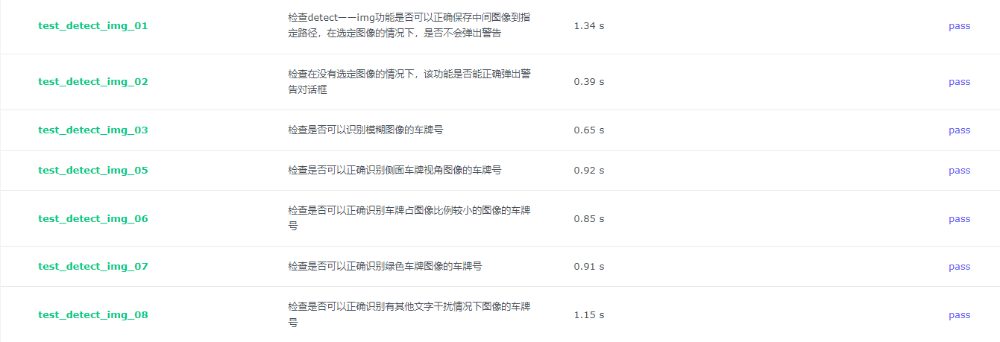 test_detect_img_01
检查detect——img功能是否可以正确保存中间图像到指
定路径，在选定图像的情况下，是否不会弹出警告
1.34 s
pass
test_detect_img_02
检查在没有选定图像的情况下，该功能是否能正确弹出警
告对话框
0.39 s
pass
test_detect_img_03
检查是否可以识别模糊图像的车牌号
0.65 s
pass
test_detect_img_05
检查是否可以正确识别侧面车牌视角图像的车牌号
0.92 s
pass
test_detect_img_06
检查是否可以正确识别车牌占图像比例较小的图像的车牌
号
0.85 s
pass
test_detect_img_07
检查是否可以正确识别绿色车牌图像的车牌号
0.91 s
pass
test_detect_img_08
检查是否可以正确识别有其他文字干扰情况下图像的车牌
号
1.15 s
pass